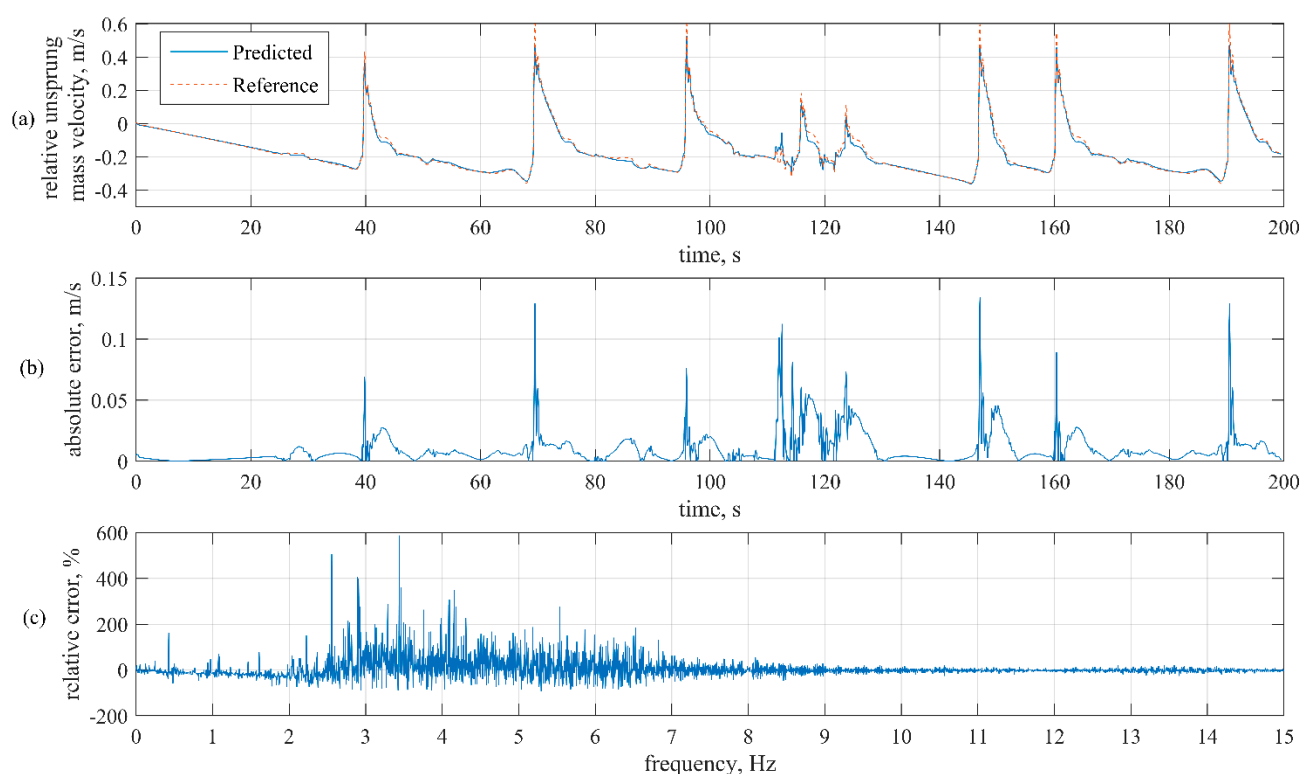 (a)
relative unsprung
mass velocity, m/s
0.6
0.4
0.2
0
-0.2
-0.4
Predicted
Reference
0 20 40 60 80 100 120 140 160 180 200
time, s
(b)
absolute error, m/s
0.15
0.1
0.05
0
0 20 40 60 80 100 120 140 160 180 200
time, s
(c)
relative error, %
600
400
200
0
-200
0 1 2 3 4 5 6 7 8 9 10 11 12 13 14 15
frequency, Hz